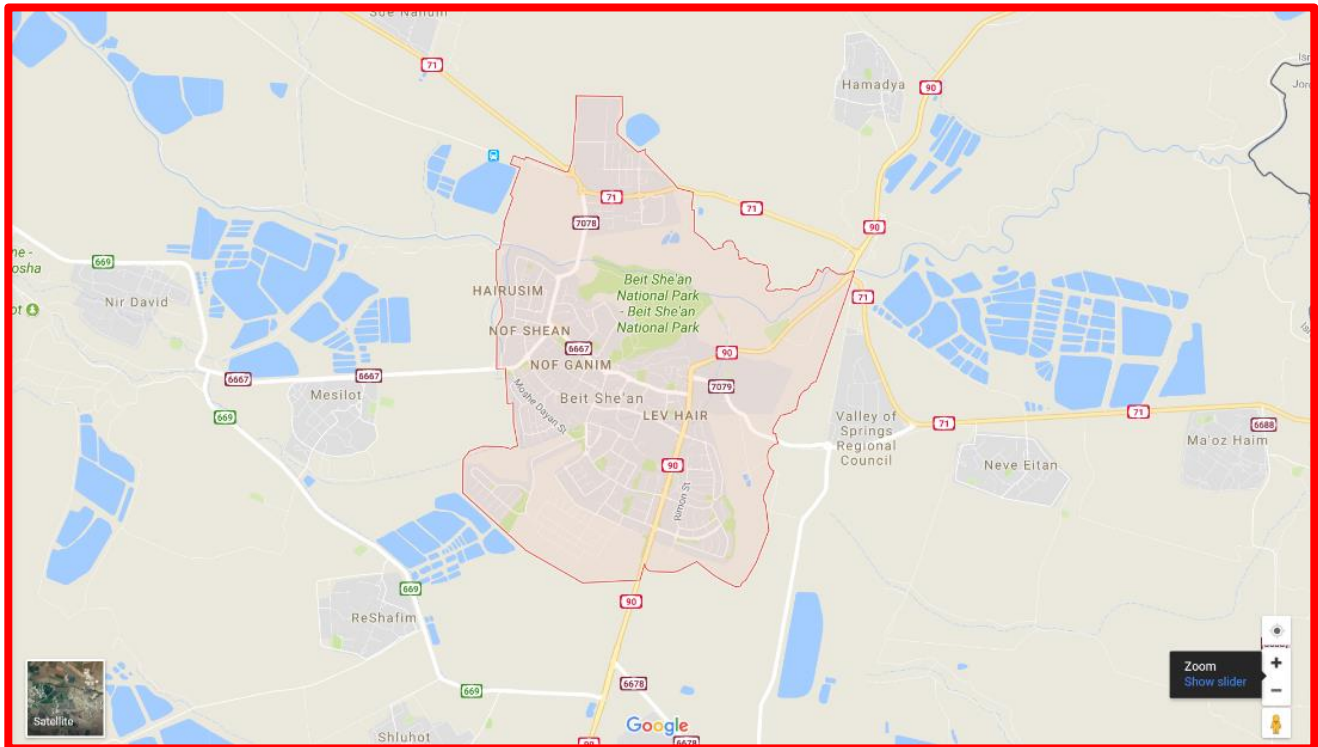 71
Hamadya
90
71
71
7078
90
669
Beit She'an
National Park
- Beit She'an
National Park
HAIRUSIM
Nir David
71
NOF SHEAN
6667
90
NOF GANIM
6667
6667
7079
Mesilot
Beit She'an
Moshe Dayan St
LEV HAIR
669
Valley of
Springs
Regional
Council
71
71
6688
Ma'oz Haim
90
Neve Eitan
Rimon St
669
90
ReShafim
Zoom
Show slider
6678
669
Satellite
Google
Shluhot
90
6678